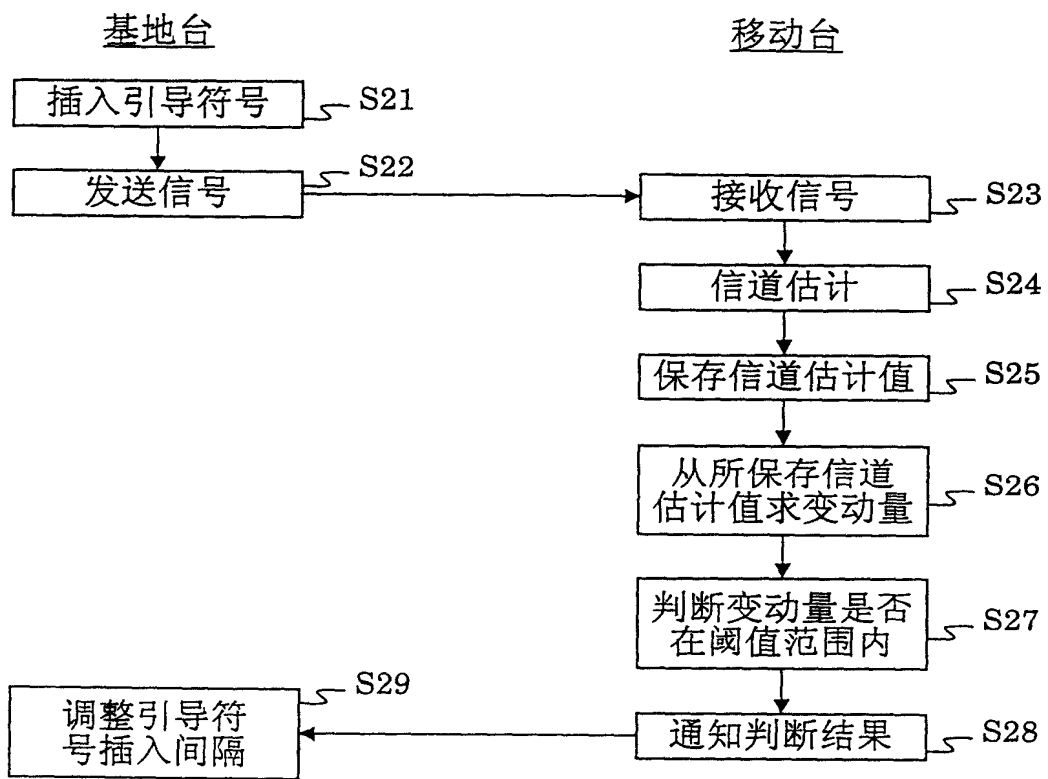 基地台
移动台
插入引导符号
S21
发送信号
S22
接收信号
S23
信道估计
S24
保存信道估计值
S25
从所保存信道
估计值求变动量
S26
判断变动量是否
在阈值范围内
S27
通知判断结果
S28
调整引导符
号插入间隔
S29